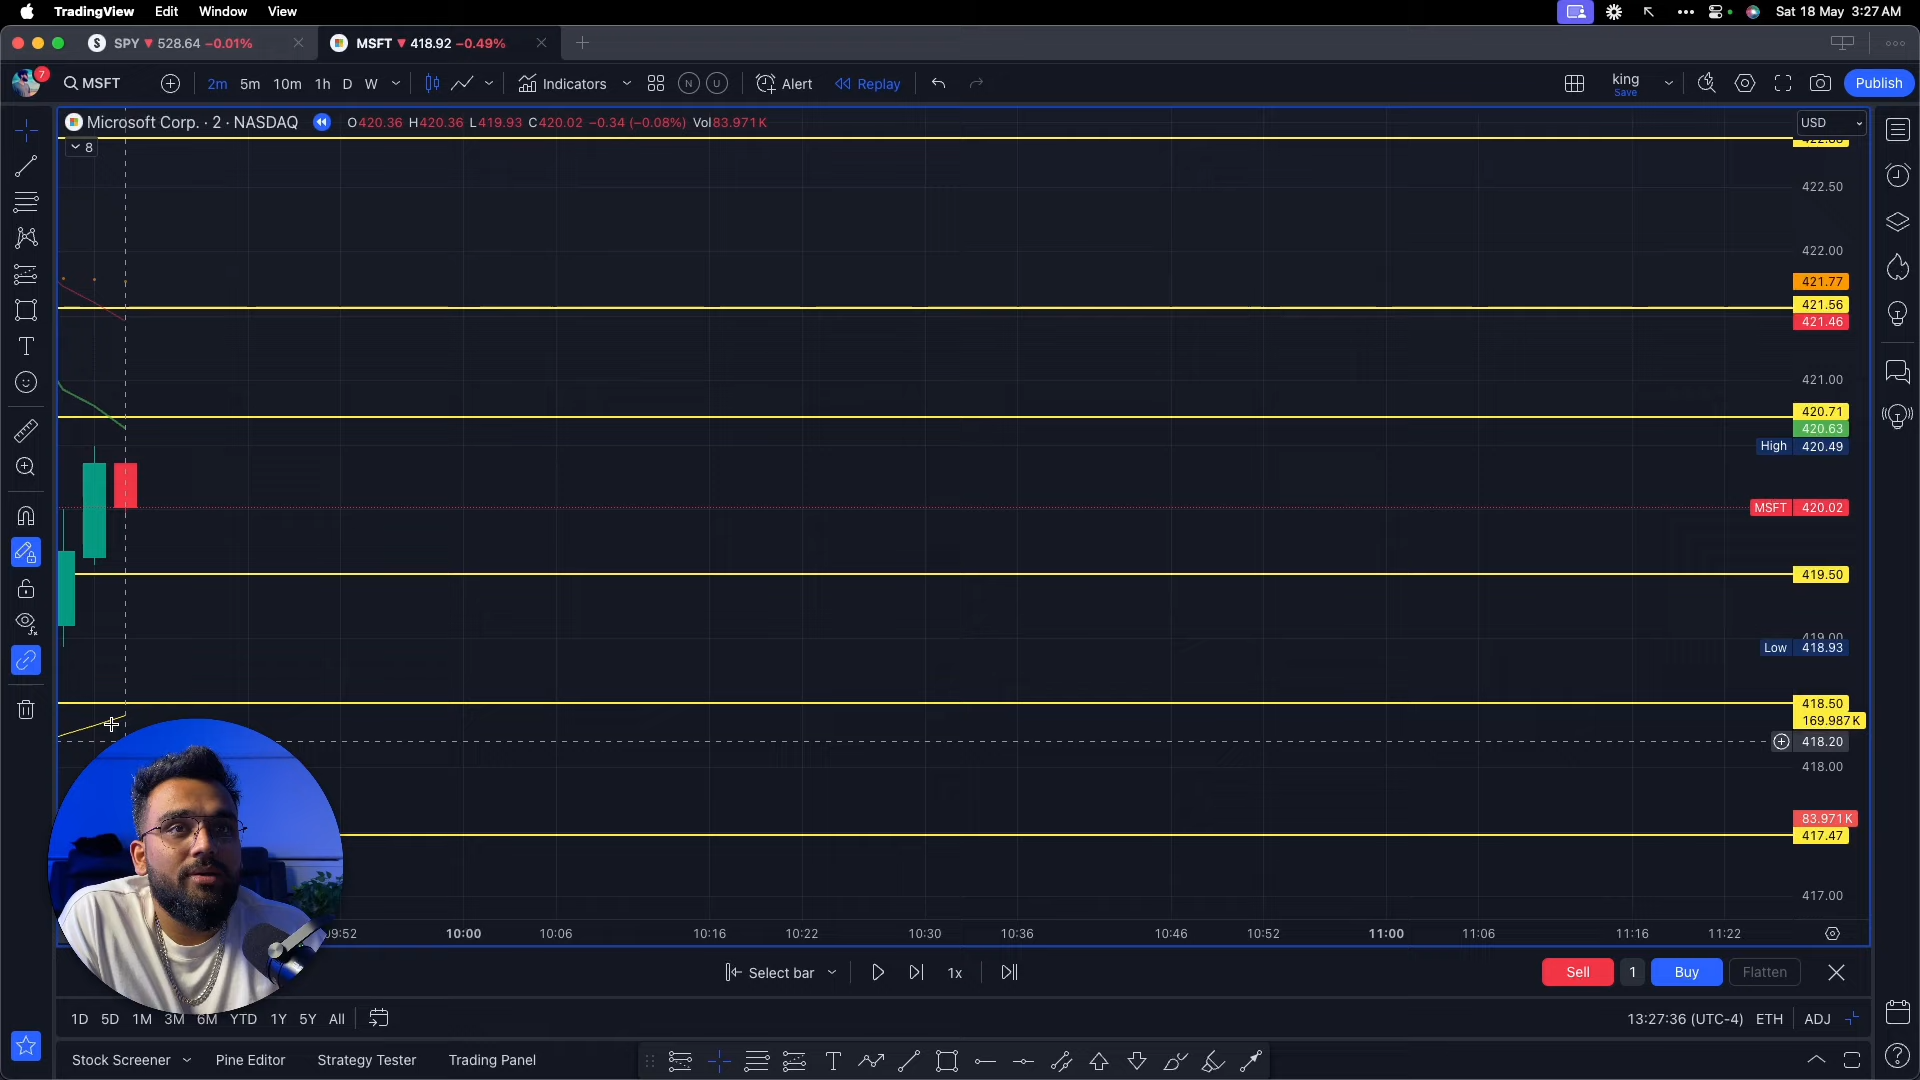 TradingView Edit Window View Sat 18 May 3:27 AM
SPY 528.64 −0.01% MSFT 418.92 −0.49%
7 MSFT 2m 5m 10m 1h D W Indicators N U Alert Replay king Save Publish
Microsoft Corp. · 2 · NASDAQ O420.36 H420.36 L419.93 C420.02 −0.34 (−0.08%) Vol83.971K USD
8
422.50
422.00
421.77
421.56
421.46
421.00
420.71
420.63
High 420.49
MSFT 420.02
419.50
419.00
Low 418.93
418.50
169.987K
418.20
418.00
83.971K
417.47
417.00
09:52 10:00 10:06 10:16 10:22 10:30 10:36 10:46 10:52 11:00 11:06 11:16 11:22
Select bar 1x Sell 1 Buy Flatten
1D 5D 1M 3M 6M YTD 1Y 5Y All 13:27:36 (UTC-4) ETH ADJ
Stock Screener Pine Editor Strategy Tester Trading Panel T